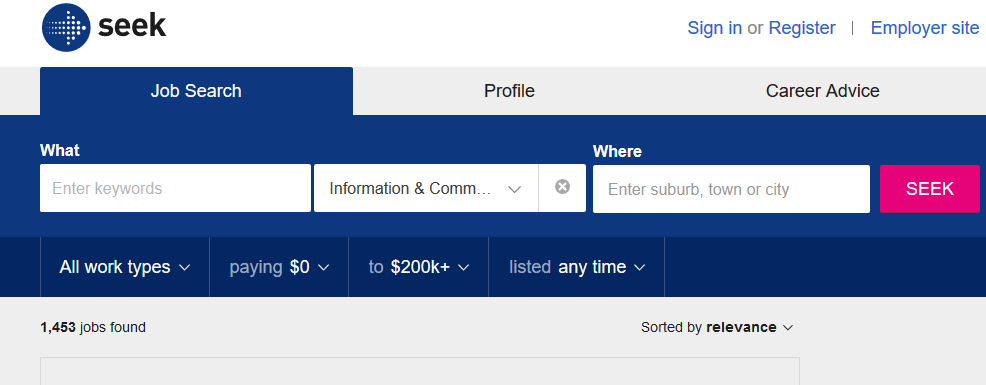 seek
Sign in or Register | Employer site
Job Search Profile Career Advice
What
Where
Enter keywords
Information & Comm...
Enter suburb, town or city
SEEK
All work types paying $0 to $200k+ listed any time
1,453 jobs found
Sorted by relevance